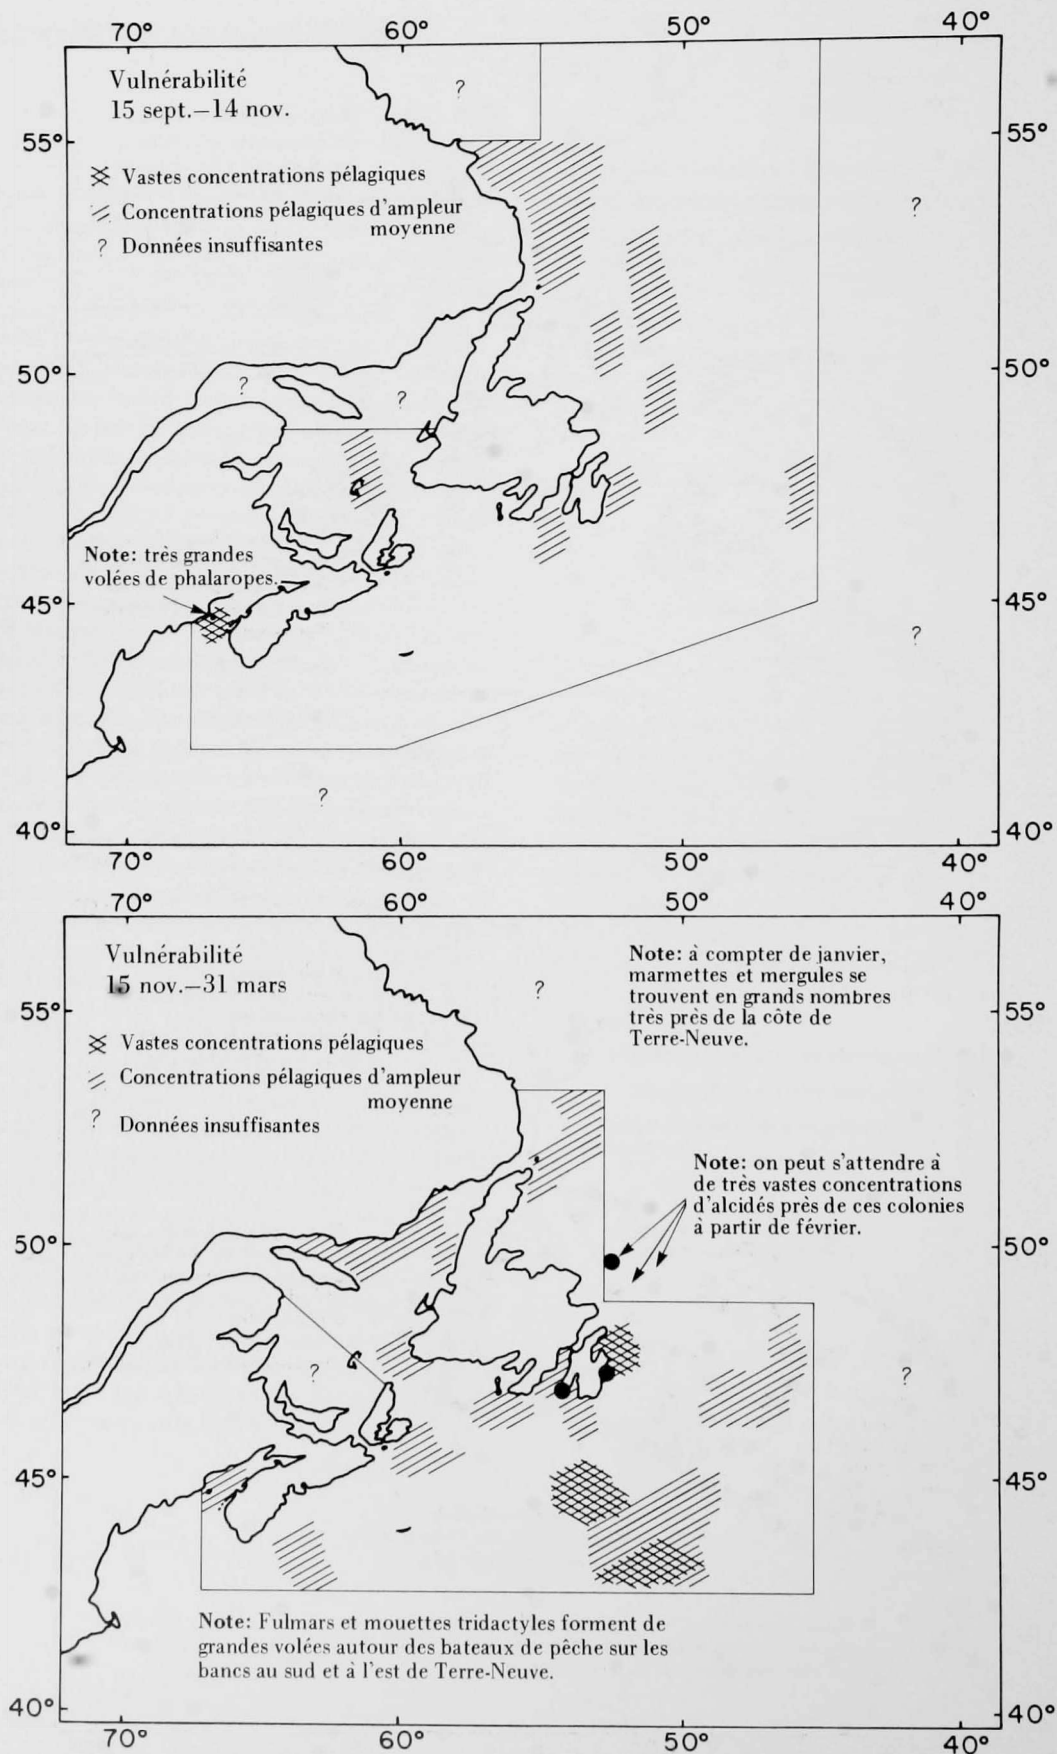 70° 60° 50° 40°
Vulnérabilité
15 sept.–14 nov.
?
55° 55°
Vastes concentrations pélagiques
Concentrations pélagiques d'ampleur
moyenne
? Données insuffisantes
?
50° 50°
?
?
Note: très grandes
volées de phalaropes.
45° 45°
?
?
40° 40°
70° 60° 50° 40°
70° 60° 50° 40°
Vulnérabilité
15 nov.–31 mars
Note: à compter de janvier,
marmettes et mergules se
trouvent en grands nombres
très près de la côte de
Terre-Neuve.
?
55° 55°
Vastes concentrations pélagiques
Concentrations pélagiques d'ampleur
moyenne
? Données insuffisantes
Note: on peut s'attendre à
de très vastes concentrations
d'alcidés près de ces colonies
à partir de février.
50° 50°
?
?
45° 45°
Note: Fulmars et mouettes tridactyles forment de
grandes volées autour des bateaux de pêche sur les
bancs au sud et à l'est de Terre-Neuve.
40° 40°
70° 60° 50° 40°